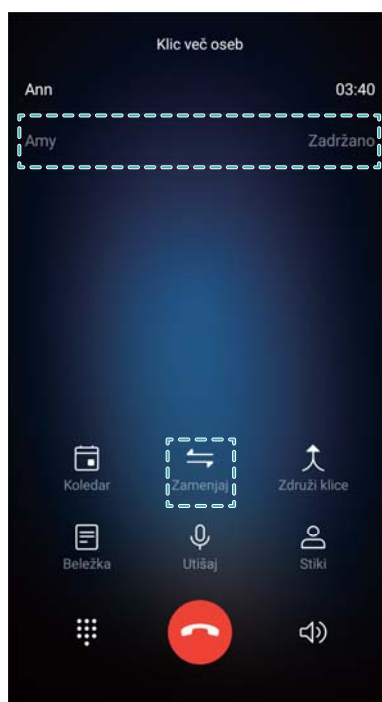 Klic več oseb
Ann 03:40
Amy Zadržano
Koledar Zamenjaj Združi klice
Beležka Utišaj Stiki